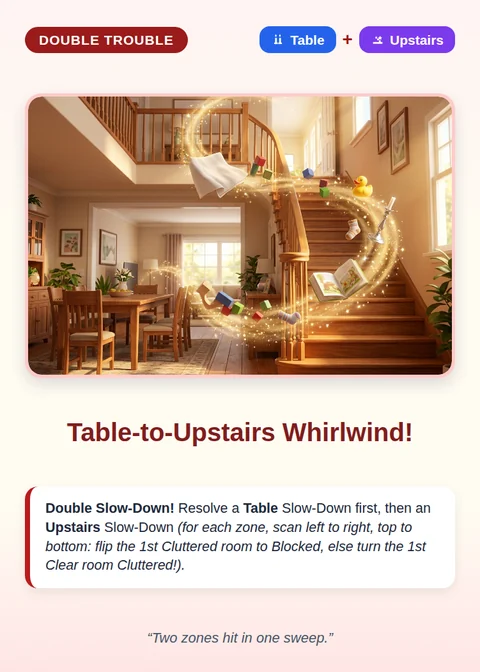 DOUBLE TROUBLE
Table + Upstairs
Table-to-Upstairs Whirlwind!
Double Slow-Down! Resolve a Table Slow-Down first, then an
Upstairs Slow-Down (for each zone, scan left to right, top to
bottom: flip the 1st Cluttered room to Blocked, else turn the 1st
Clear room Cluttered!).
“Two zones hit in one sweep.”